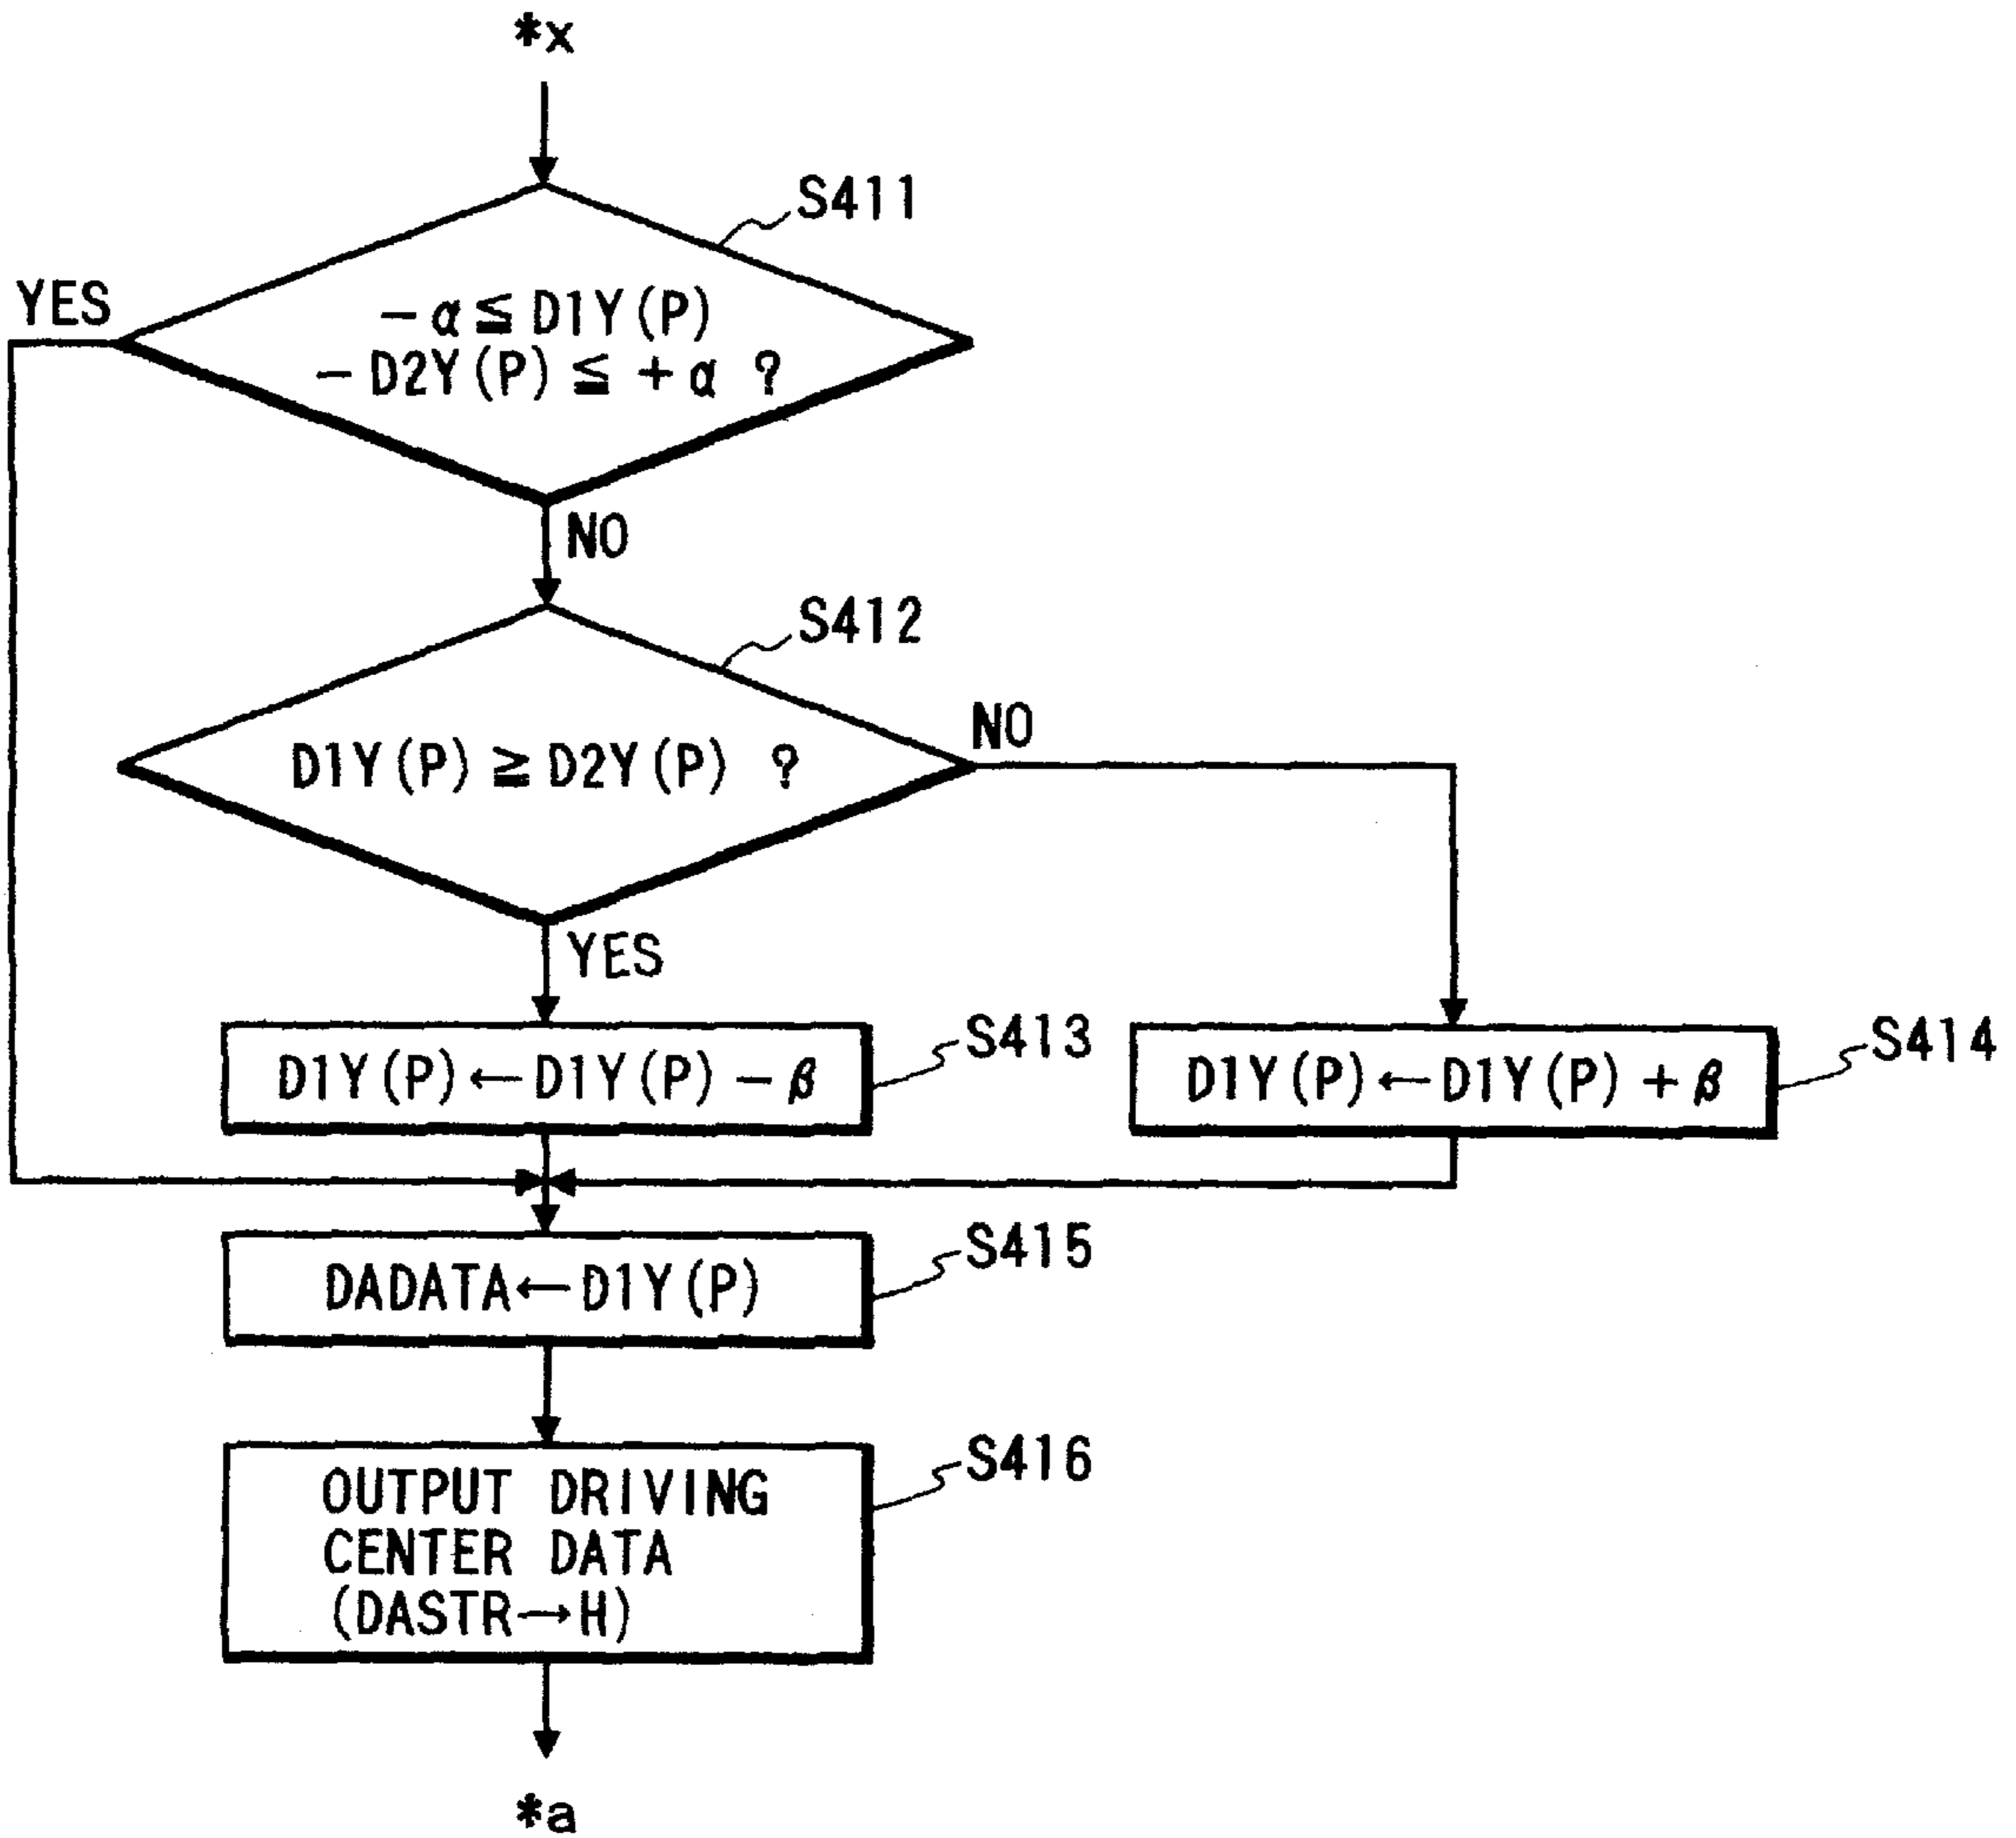 *x
S411
YES
-α≦D1Y(P)
-D2Y(P)≦+α ?
NO
S412
NO
D1Y(P)≧D2Y(P) ?
YES
S413
S414
D1Y(P)←D1Y(P)-β
D1Y(P)←D1Y(P)+β
S415
DADATA←D1Y(P)
S416
OUTPUT DRIVING
CENTER DATA
(DASTR→H)
*a